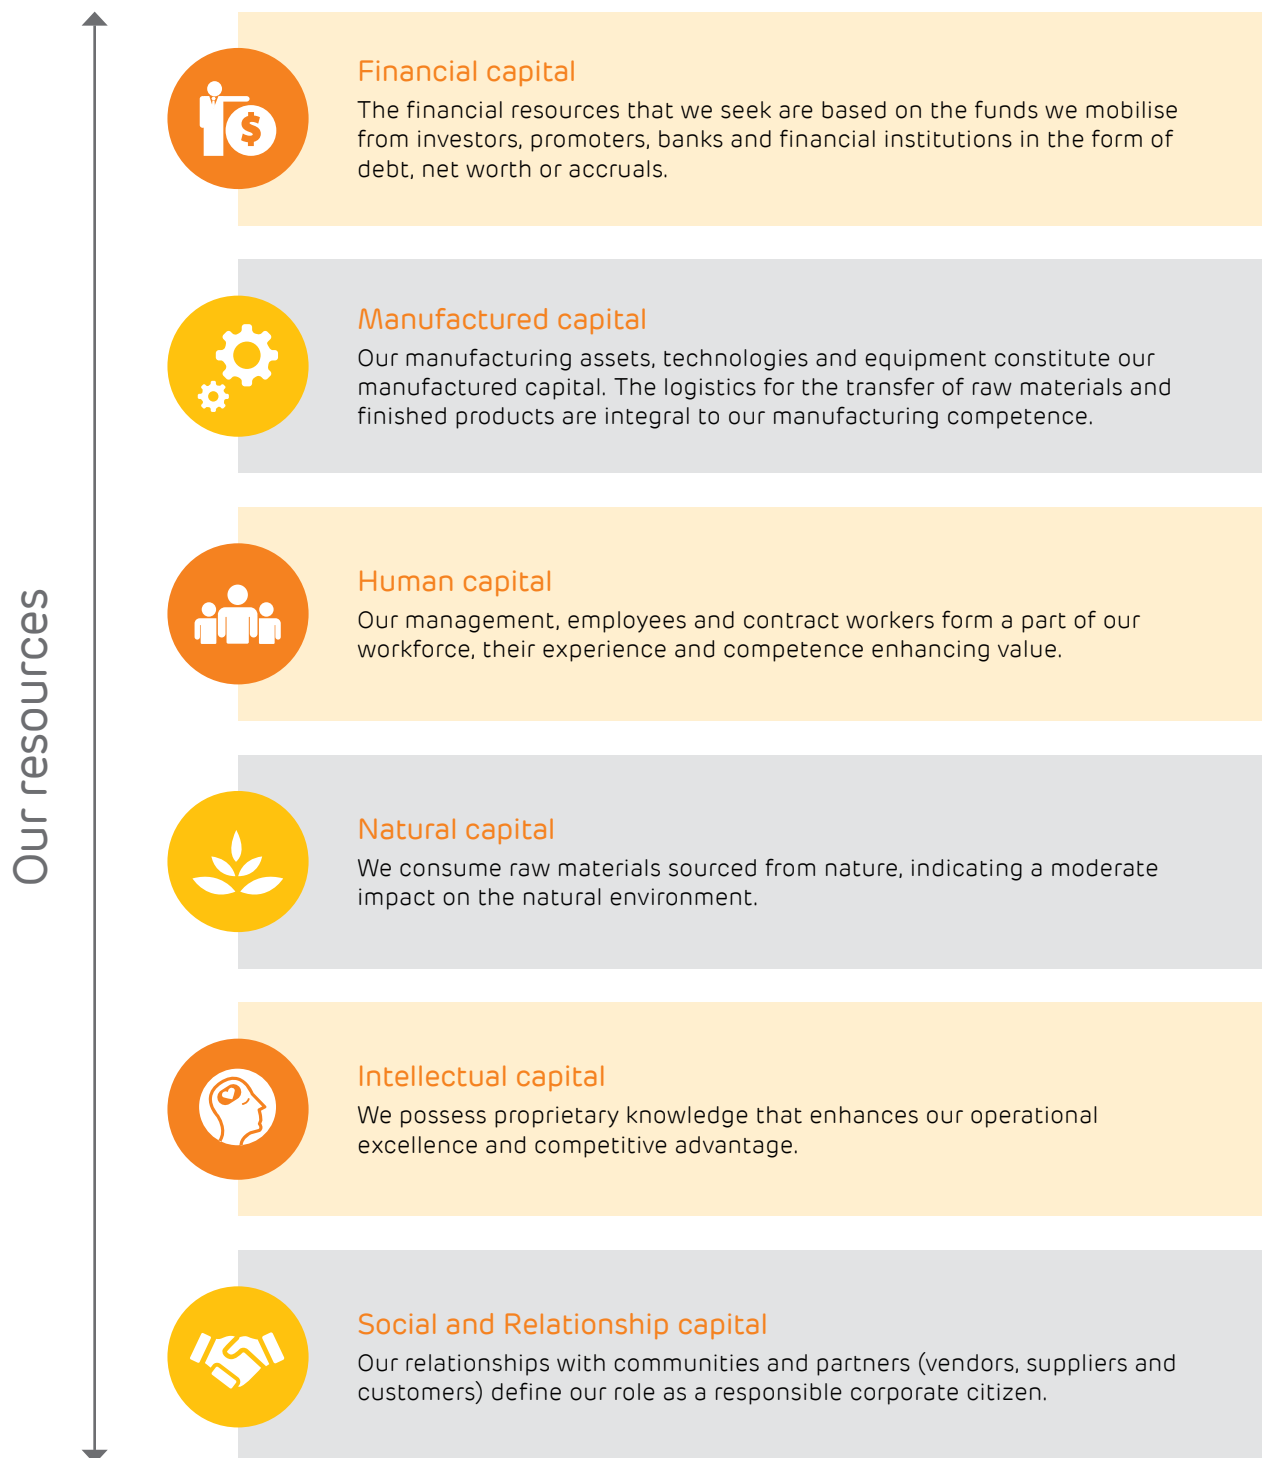 Our resources
Financial capital
The financial resources that we seek are based on the funds we mobilise
from investors, promoters, banks and financial institutions in the form of
debt, net worth or accruals.
Manufactured capital
Our manufacturing assets, technologies and equipment constitute our
manufactured capital. The logistics for the transfer of raw materials and
finished products are integral to our manufacturing competence.
Human capital
Our management, employees and contract workers form a part of our
workforce, their experience and competence enhancing value.
Natural capital
We consume raw materials sourced from nature, indicating a moderate
impact on the natural environment.
Intellectual capital
We possess proprietary knowledge that enhances our operational
excellence and competitive advantage.
Social and Relationship capital
Our relationships with communities and partners (vendors, suppliers and
customers) define our role as a responsible corporate citizen.